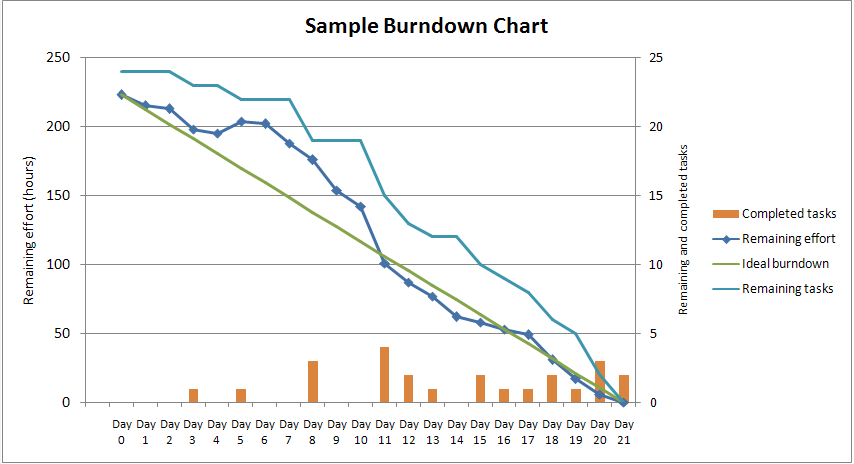 Sample Burndown Chart
250
200
150
100
50
0
Remaining effort (hours)
25
20
15
10
5
0
Remaining and completed tasks
Completed tasks
Remaining effort
Ideal burndown
Remaining tasks
Day Day Day Day Day Day Day Day Day Day Day Day Day Day Day Day Day Day Day Day Day Day
0 1 2 3 4 5 6 7 8 9 10 11 12 13 14 15 16 17 18 19 20 21